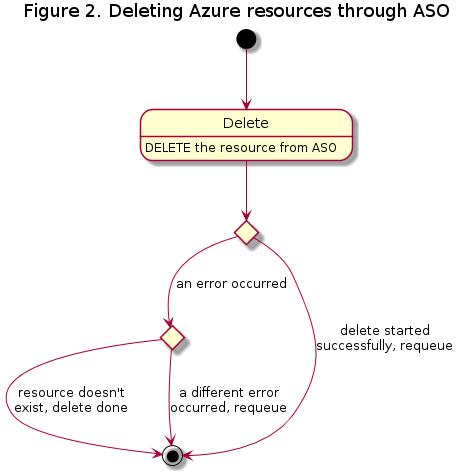 Figure 2. Deleting Azure resources through ASO
Delete
DELETE the resource from ASO
an error occurred
delete started
successfully, requeue
resource doesn't
exist, delete done
a different error
occurred, requeue